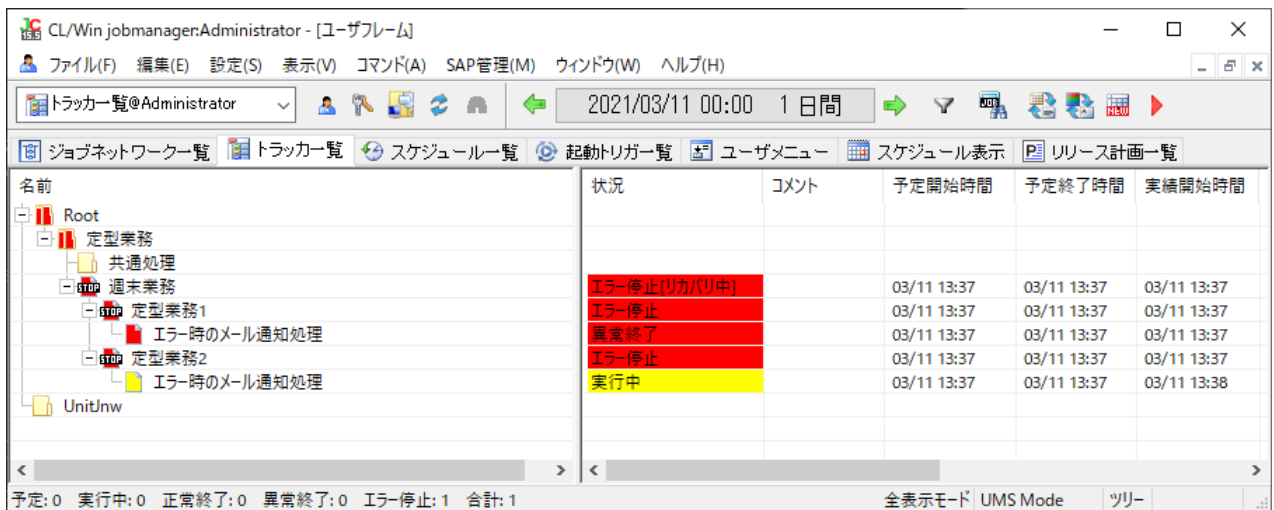 CL/Win jobmanager:Administrator - [ユーザフレーム]
ファイル(F) 編集(E) 設定(S) 表示(V) コマンド(A) SAP管理(M) ウィンドウ(W) ヘルプ(H)
トラッカ一覧@Administrator 2021/03/11 00:00 1 日間 JOB NEW
ジョブネットワーク一覧 トラッカ一覧 スケジュール一覧 起動トリガ一覧 ユーザメニュー スケジュール表示 リリース計画一覧
名前 状況 コメント 予定開始時間 予定終了時間 実績開始時間
Root
定型業務
共通処理
STOP 週末業務 エラー停止[リカバリ中] 03/11 13:37 03/11 13:37 03/11 13:37
STOP 定型業務1 エラー停止 03/11 13:37 03/11 13:37 03/11 13:37
エラー時のメール通知処理 異常終了 03/11 13:37 03/11 13:37 03/11 13:37
STOP 定型業務2 エラー停止 03/11 13:37 03/11 13:37 03/11 13:37
エラー時のメール通知処理 実行中 03/11 13:37 03/11 13:37 03/11 13:38
UnitJnw
予定: 0 実行中: 0 正常終了: 0 異常終了: 0 エラー停止: 1 合計: 1 全表示モード UMS Mode ツリー